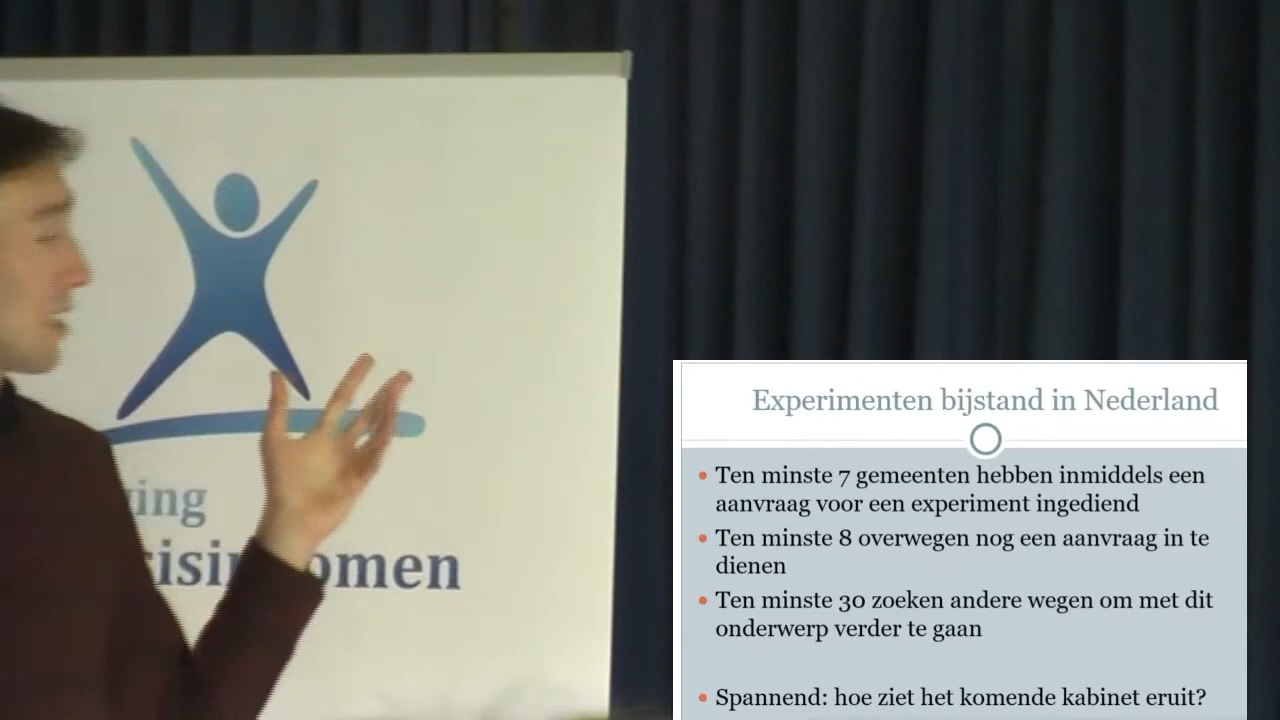 omen
Experimenten bijstand in Nederland
Ten minste 7 gemeenten hebben inmiddels een
aanvraag voor een experiment ingediend
Ten minste 8 overwegen nog een aanvraag in te
dienen
Ten minste 30 zoeken andere wegen om met dit
onderwerp verder te gaan
Spannend: hoe ziet het komende kabinet eruit?